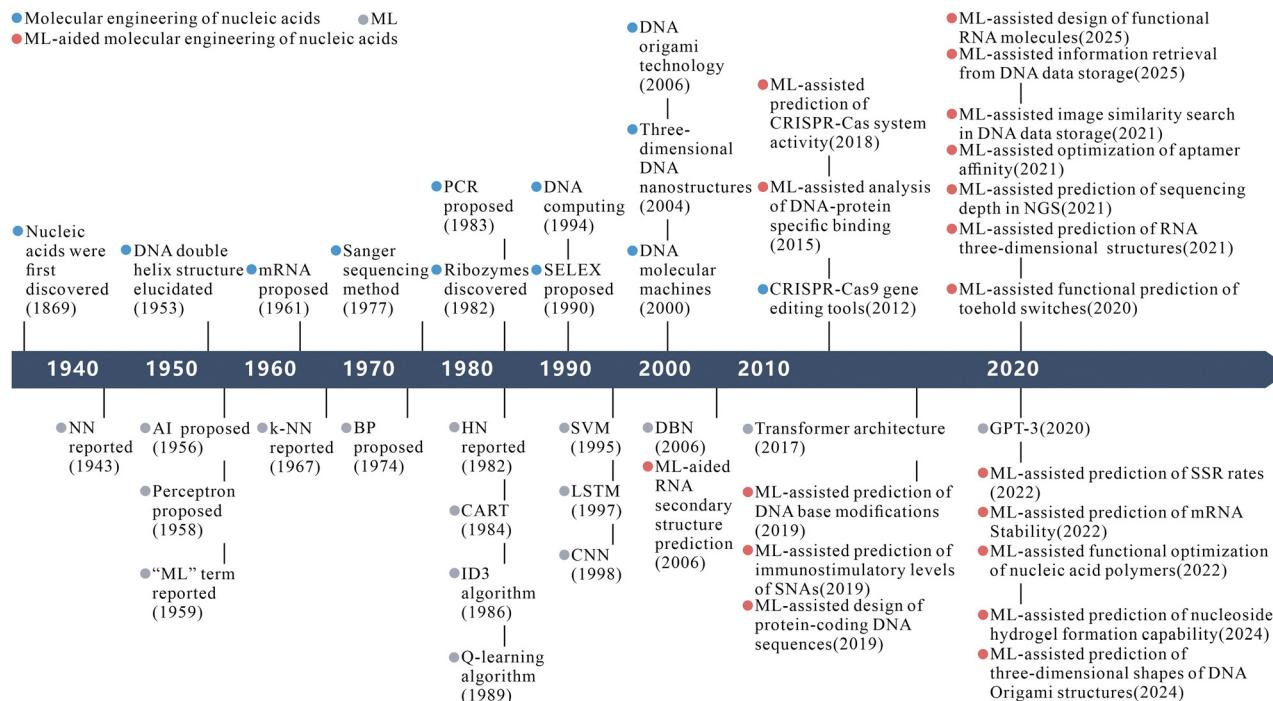 Molecular engineering of nucleic acids
ML
ML-aided molecular engineering of nucleic acids
Nucleic
acids were
first
discovered
(1869)
DNA double
helix structure
elucidated
(1953)
mRNA
proposed
(1961)
Sanger
sequencing
method
(1977)
PCR
proposed
(1983)
Ribozymes
discovered
(1982)
DNA
computing
(1994)
SELEX
proposed
(1990)
DNA
origami
technology
(2006)
Three-
dimensional
DNA
nanostructures
(2004)
DNA
molecular
machines
(2000)
ML-assisted
prediction of
CRISPR-Cas system
activity(2018)
ML-assisted analysis
of DNA-protein
specific binding
(2015)
CRISPR-Cas9 gene
editing tools(2012)
ML-assisted design of functional
RNA molecules(2025)
ML-assisted information retrieval
from DNA data storage(2025)
ML-assisted image similarity search
in DNA data storage(2021)
ML-assisted optimization of aptamer
affinity(2021)
ML-assisted prediction of sequencing
depth in NGS(2021)
ML-assisted prediction of RNA
three-dimensional structures(2021)
ML-assisted functional prediction of
toehold switches(2020)
1940 1950 1960 1970 1980 1990 2000 2010 2020
NN
reported
(1943)
AI proposed
(1956)
Perceptron
proposed
(1958)
“ML” term
reported
(1959)
k-NN
reported
(1967)
BP
proposed
(1974)
HN
reported
(1982)
CART
(1984)
ID3
algorithm
(1986)
Q-learning
algorithm
(1989)
SVM
(1995)
LSTM
(1997)
CNN
(1998)
DBN
(2006)
ML-aided
RNA
secondary
structure
prediction
(2006)
Transformer architecture
(2017)
ML-assisted prediction of
DNA base modifications
(2019)
ML-assisted prediction of
immunostimulatory levels
of SNAs(2019)
ML-assisted design of
protein-coding DNA
sequences(2019)
GPT-3(2020)
ML-assisted prediction of SSR rates
(2022)
ML-assisted prediction of mRNA
Stability(2022)
ML-assisted functional optimization
of nucleic acid polymers(2022)
ML-assisted prediction of nucleoside
hydrogel formation capability(2024)
ML-assisted prediction of
three-dimensional shapes of DNA
Origami structures(2024)